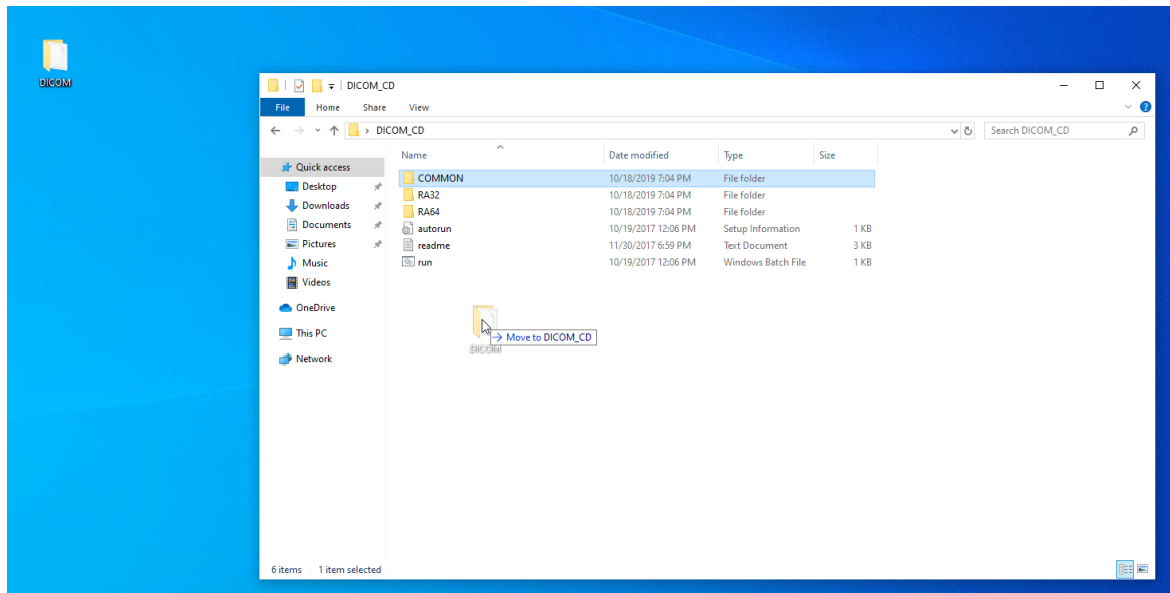 DICOM
DICOM_CD
File Home Share View
DICOM_CD
Search DICOM_CD
Name Date modified Type Size
Quick access
Desktop
Downloads
Documents
Pictures
Music
Videos
OneDrive
This PC
Network
COMMON 10/18/2019 7:04 PM File folder
RA32 10/18/2019 7:04 PM File folder
RA64 10/18/2019 7:04 PM File folder
autorun 10/19/2017 12:06 PM Setup Information 1 KB
readme 11/30/2017 6:59 PM Text Document 3 KB
run 10/19/2017 12:06 PM Windows Batch File 1 KB
Move to DICOM_CD
DICOM
6 items 1 item selected